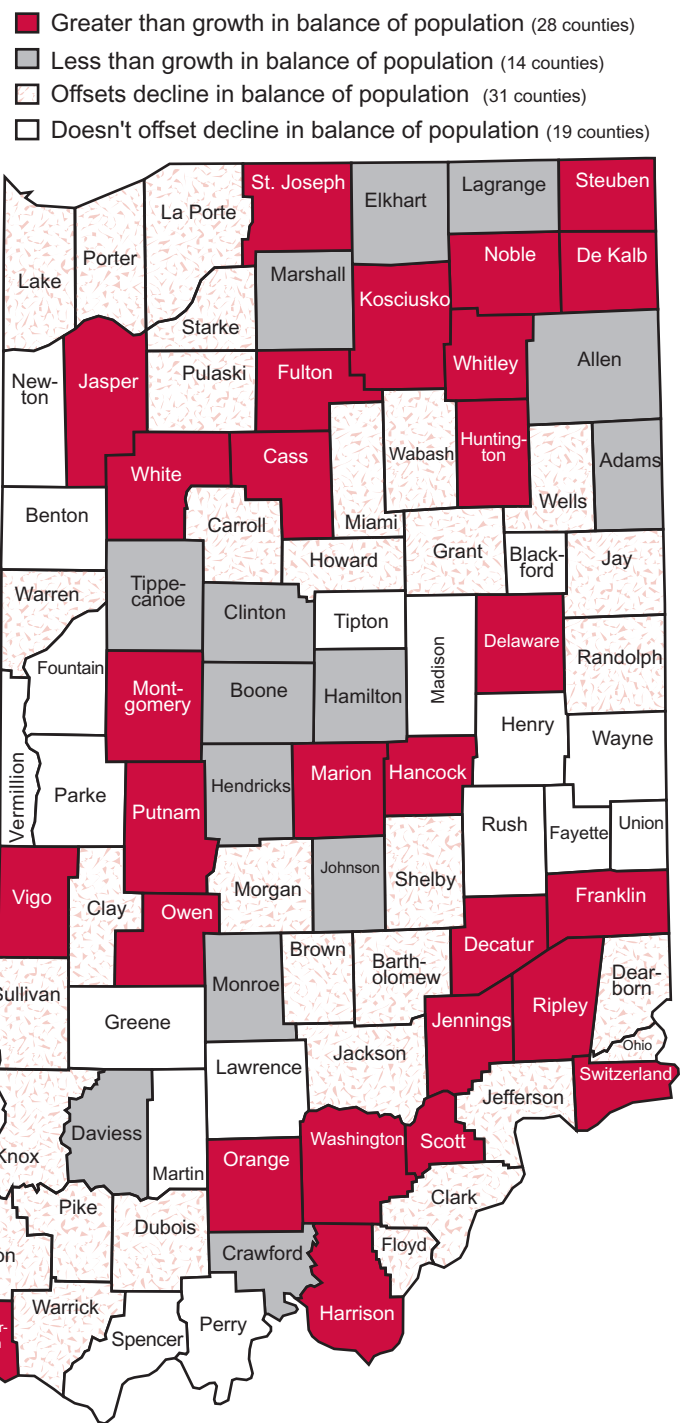 Greater than growth in balance of population (28 counties)
Less than growth in balance of population (14 counties)
Offsets decline in balance of population (31 counties)
Doesn't offset decline in balance of population (19 counties)
St. Joseph
Elkhart
Lagrange
Steuben
La Porte
Porter
Lake
Marshall
Noble
De Kalb
Kosciusko
Starke
New-
ton
Jasper
Pulaski
Fulton
Whitley
Allen
White
Cass
Wabash
Hunting-
ton
Adams
Benton
Carroll
Miami
Wells
Howard
Grant
Black-
ford
Jay
Warren
Tippe-
canoe
Clinton
Tipton
Madison
Delaware
Randolph
Fountain
Mont-
gomery
Boone
Hamilton
Henry
Wayne
Vermillion
Parke
Putnam
Hendricks
Marion
Hancock
Rush
Fayette
Union
Vigo
Clay
Owen
Morgan
Johnson
Shelby
Franklin
Decatur
Sullivan
Greene
Monroe
Brown
Barth-
olomew
Jennings
Ripley
Dear-
born
Ohio
Lawrence
Jackson
Switzerland
Jefferson
Knox
Daviess
Martin
Orange
Washington
Scott
Clark
Pike
Dubois
Crawford
Floyd
on
Warrick
Spencer
Perry
Harrison
r-